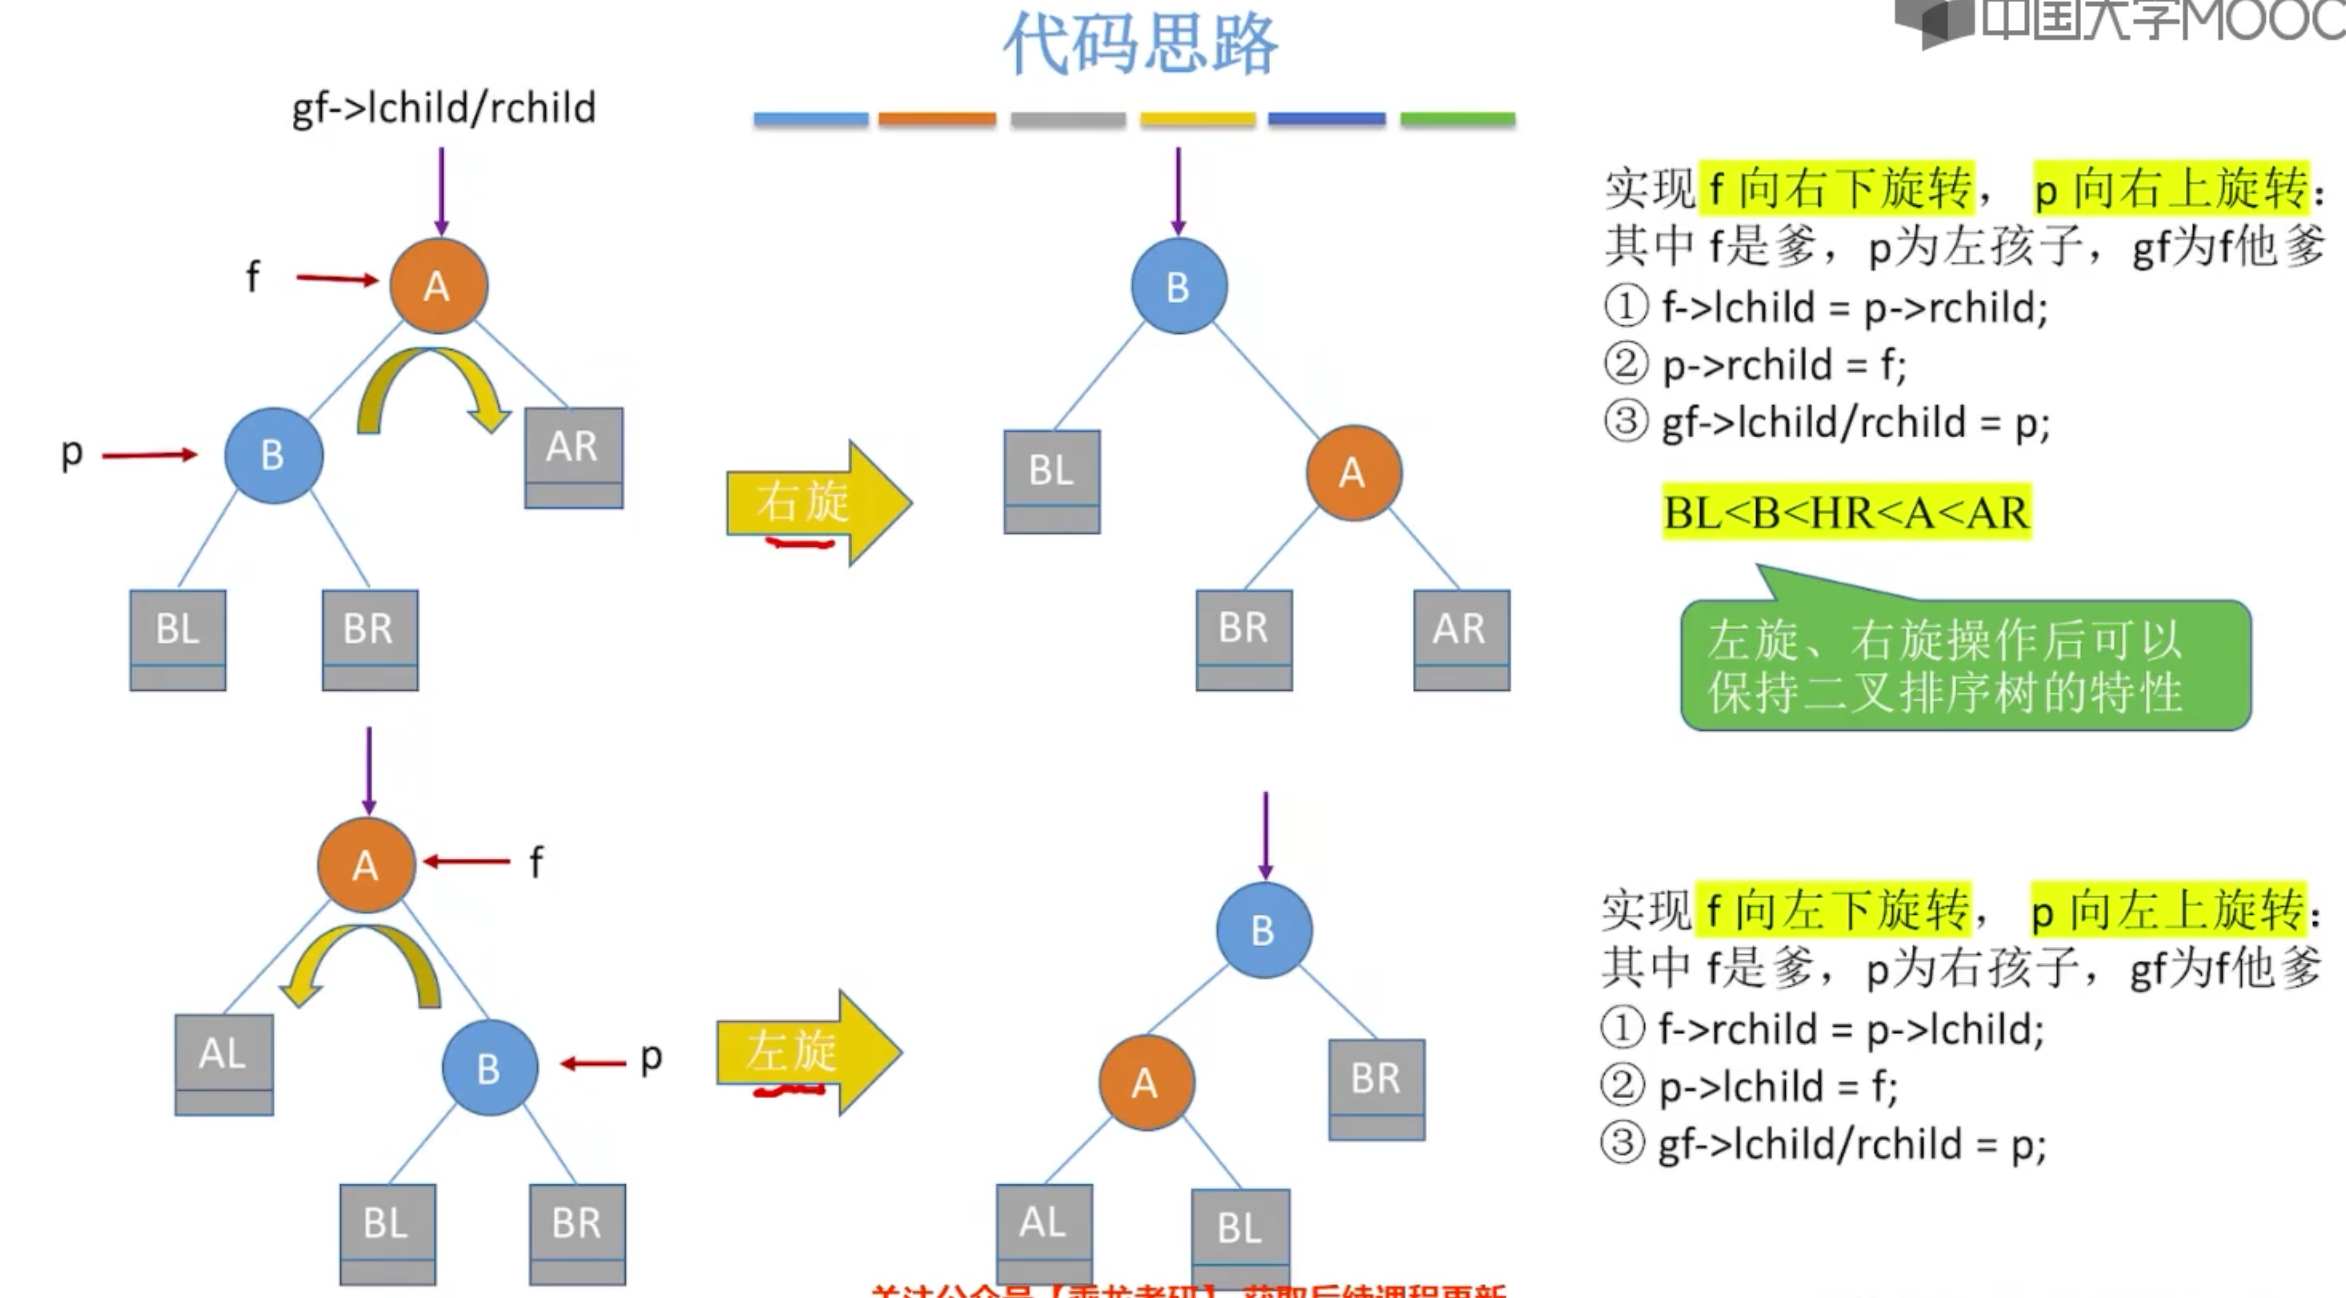 中国大学MOOC
代码思路
gf->lchild/rchild
f
A
p
B
AR
BL
BR
右旋
B
BL
A
BR
AR
实现 f 向右下旋转， p 向右上旋转：
其中 f是爹，p为左孩子，gf为f他爹
① f->lchild = p->rchild;
② p->rchild = f;
③ gf->lchild/rchild = p;
BL<B<HR<A<AR
左旋、右旋操作后可以
保持二叉排序树的特性
A
f
AL
B
p
BL
BR
左旋
B
A
BR
AL
BL
实现 f 向左下旋转， p 向左上旋转：
其中 f是爹，p为右孩子，gf为f他爹
① f->rchild = p->lchild;
② p->lchild = f;
③ gf->lchild/rchild = p;